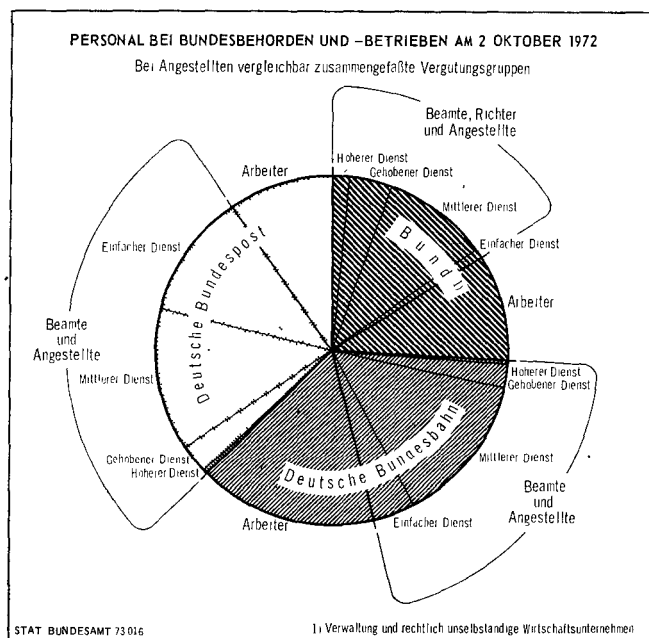 PERSONAL BEI BUNDESBEHORDEN UND -BETRIEBEN AM 2 OKTOBER 1972
Bei Angestellten vergleichbar zusammengefaßte Vergutungsgruppen
Beamte, Richter
und Angestellte
Arbeiter
Hoherer Dienst
Gehobener Dienst
Mittlerer Dienst
Einfacher Dienst
Bund 1)
Arbeiter
Hoherer Dienst
Gehobener Dienst
Mittlerer Dienst
Einfacher Dienst
Beamte
und
Angestellte
Deutsche Bundesbahn
Arbeiter
Einfacher Dienst
Deutsche Bundespost
Beamte
und
Angestellte
Mittlerer Dienst
Gehobener Dienst
Hoherer Dienst
STAT BUNDESAMT 73 016
1) Verwaltung und rechtlich unselbständige Wirtschaftsunternehmen